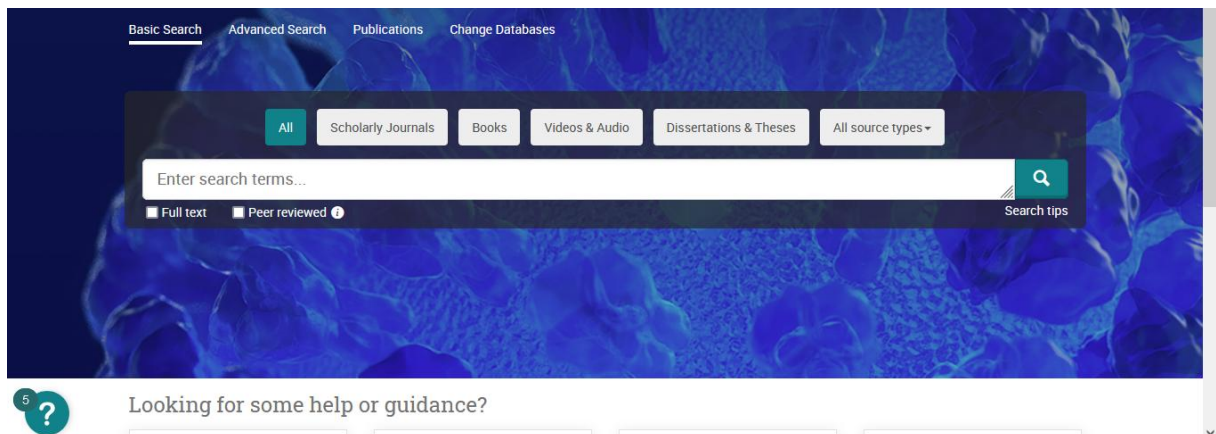 Basic Search Advanced Search Publications Change Databases
All Scholarly Journals Books Videos & Audio Dissertations & Theses All source types
Enter search terms...
Full text Peer reviewed i Search tips
5 ?
Looking for some help or guidance?